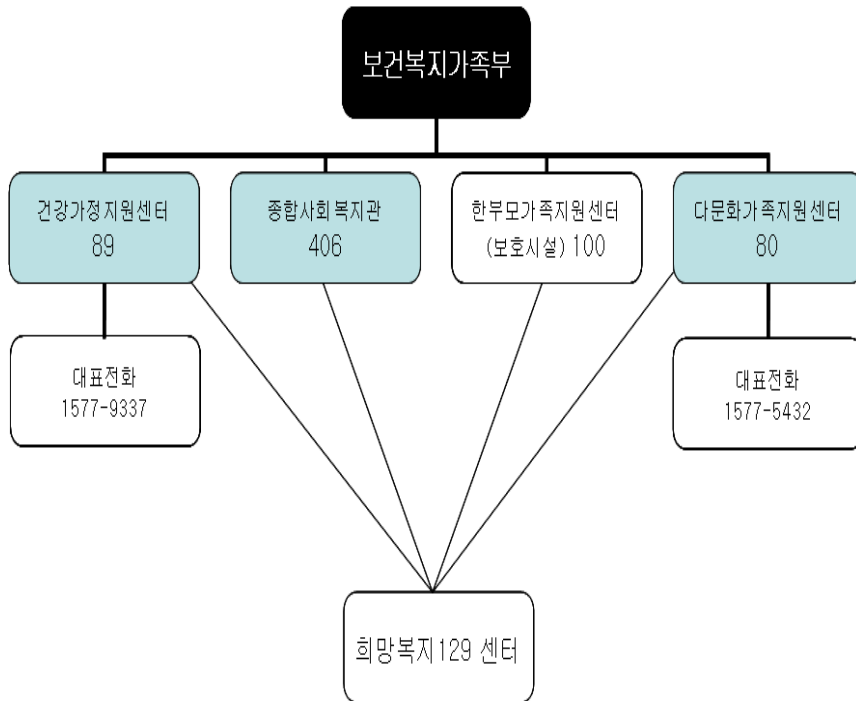 보건복지가족부
건강가정지원센터
89
종합사회복지관
406
한부모가족지원센터
(보호시설) 100
다문화가족지원센터
80
대표전화
1577-9337
대표전화
1577-5432
희망복지129 센터